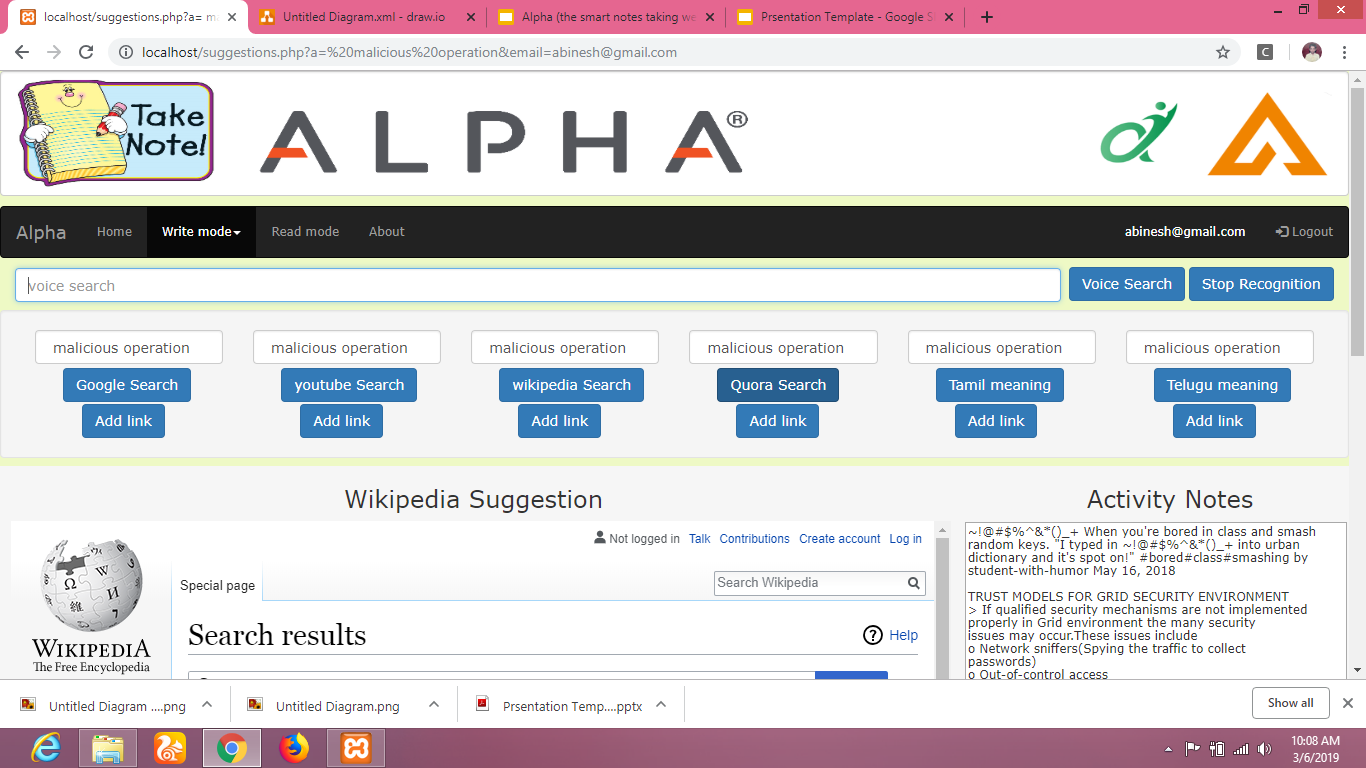 localhost/suggestions.php?a= ma
Untitled Diagram.xml - draw.io
Alpha (the smart notes taking we
Prsentation Template - Google S
localhost/suggestions.php?a=%20malicious%20operation&email=abinesh@gmail.com
C
Take Note!
ALPHA®
Alpha Home Write mode Read mode About abinesh@gmail.com Logout
voice search Voice Search Stop Recognition
malicious operation malicious operation malicious operation malicious operation malicious operation malicious operation
Google Search youtube Search wikipedia Search Quora Search Tamil meaning Telugu meaning
Add link Add link Add link Add link Add link Add link
Wikipedia Suggestion
Not logged in Talk Contributions Create account Log in
Special page
Search Wikipedia
WIKIPEDIA
The Free Encyclopedia
Search results
Help
Activity Notes
~!@#$%^&*()_+ When you're bored in class and smash
random keys. "I typed in ~!@#$%^&*()_+ into urban
dictionary and it's spot on!" #bored#class#smashing by
student-with-humor May 16, 2018
TRUST MODELS FOR GRID SECURITY ENVIRONMENT
> If qualified security mechanisms are not implemented
properly in Grid environment the many security
issues may occur.These issues include
o Network sniffers(Spying the traffic to collect
passwords)
o Out-of-control access
Untitled Diagram ....png
Untitled Diagram.png
Prsentation Temp....pptx
Show all
10:08 AM
3/6/2019